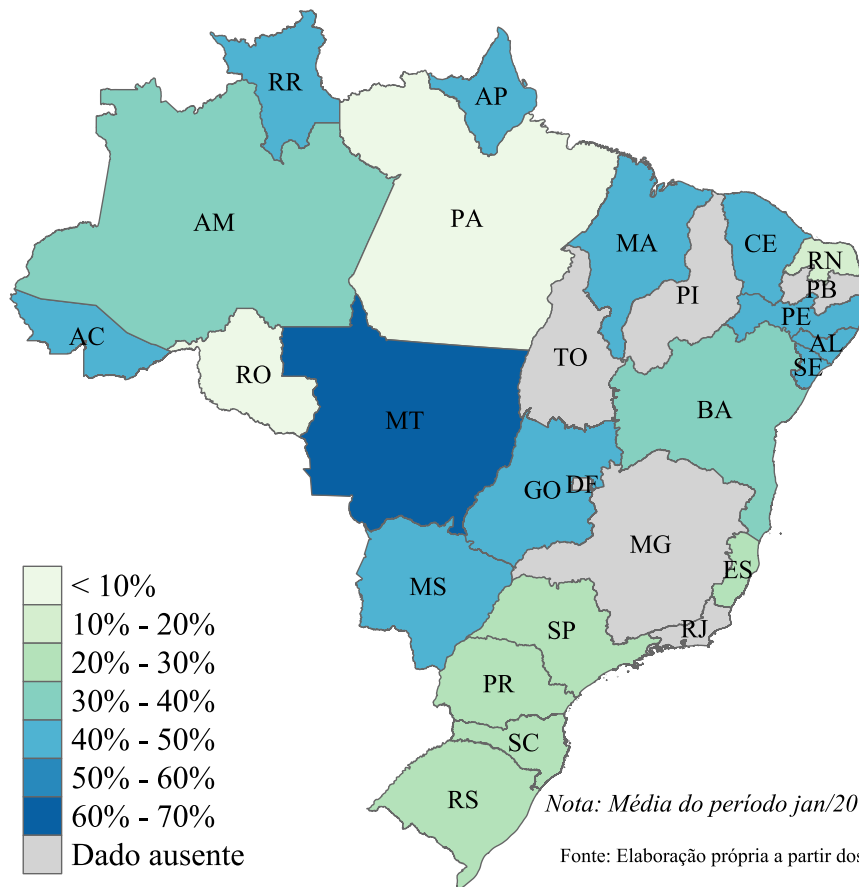 RR
AP
AM
PA
MA
CE
RN
PB
PI
PE
AC
AL
TO
SE
RO
BA
MT
GO
DF
MG
MS
ES
SP
RJ
PR
SC
RS
< 10%
10% - 20%
20% - 30%
30% - 40%
40% - 50%
50% - 60%
60% - 70%
Dado ausente
Nota: Média do período jan/20
Fonte: Elaboração própria a partir dos